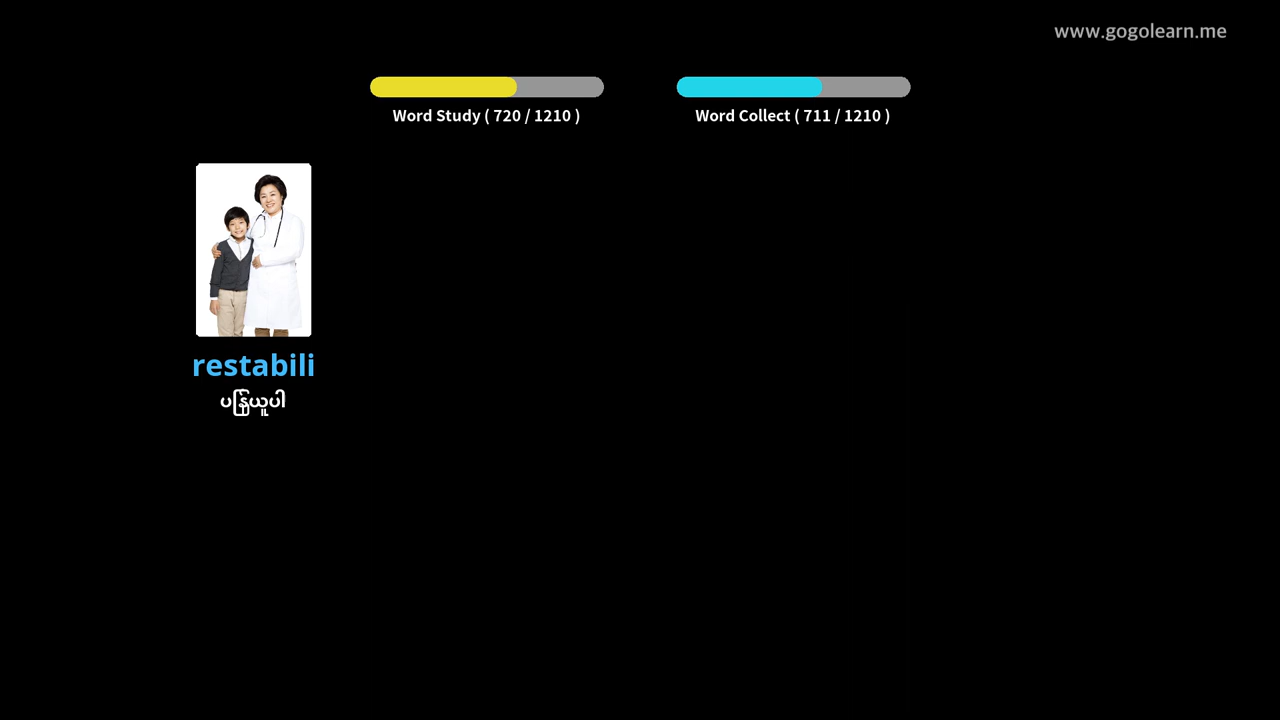 www.gogolearn.me
Word Study ( 720 / 1210 )
Word Collect ( 711 / 1210 )
restabili
ပန်ြယူပါ